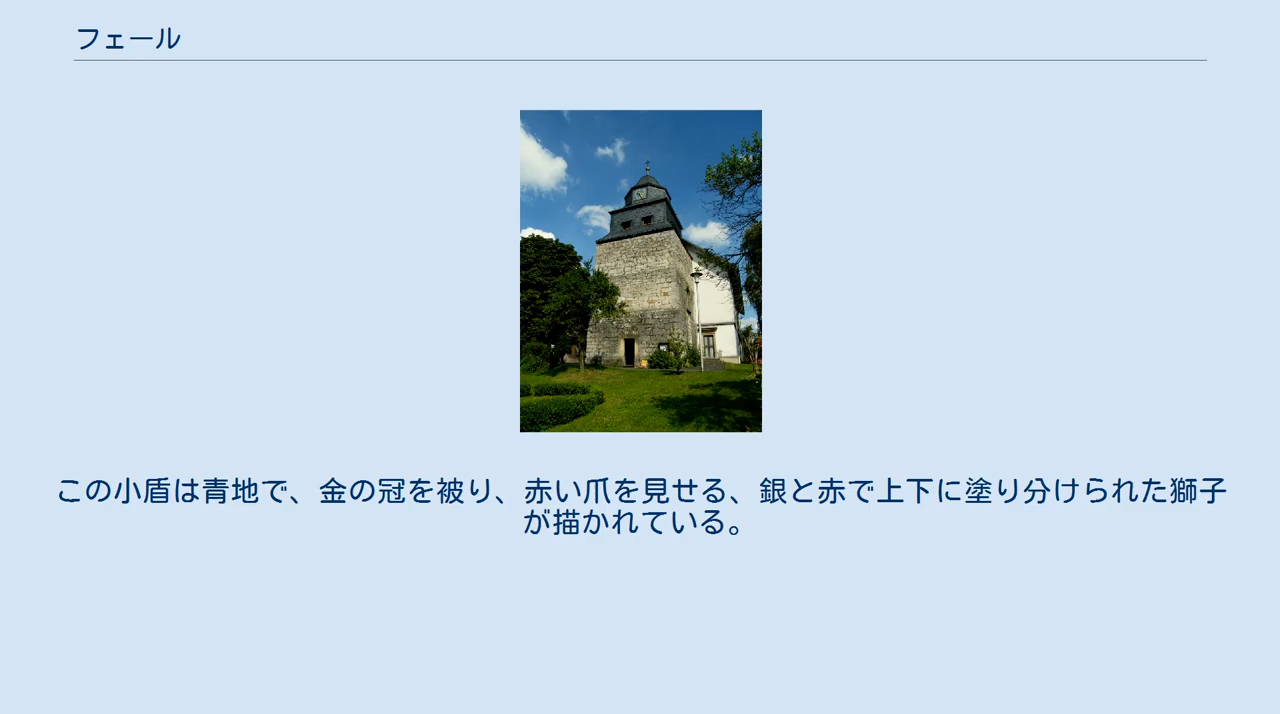 フェール
この小盾は青地で、金の冠を被り、赤い爪を見せる、銀と赤で上下に塗り分けられた獅子
が描かれている。